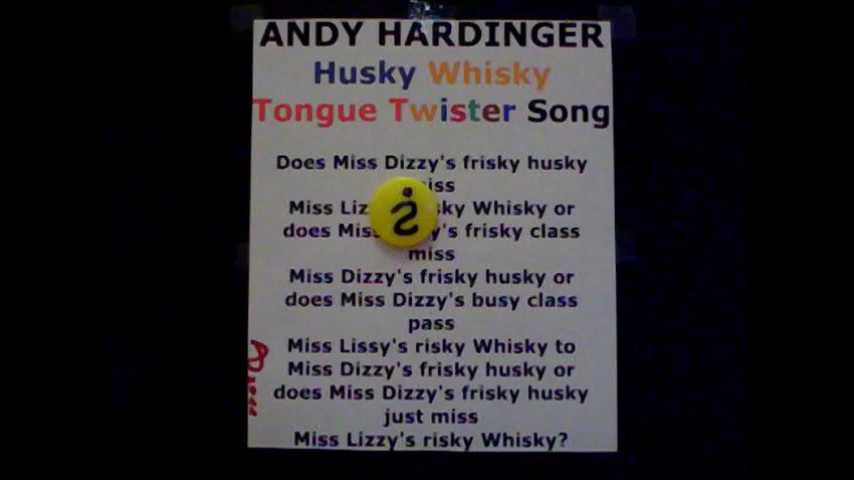 ANDY HARDINGER
Husky Whisky
Tongue Twister Song
Does Miss Dizzy's frisky husky
iss
Miss Liz sky Whisky or
does Mis y's frisky class
miss
Miss Dizzy's frisky husky or
does Miss Dizzy's busy class
pass
Miss Lissy's risky Whisky to
Miss Dizzy's frisky husky or
does Miss Dizzy's frisky husky
just miss
Miss Lizzy's risky Whisky?